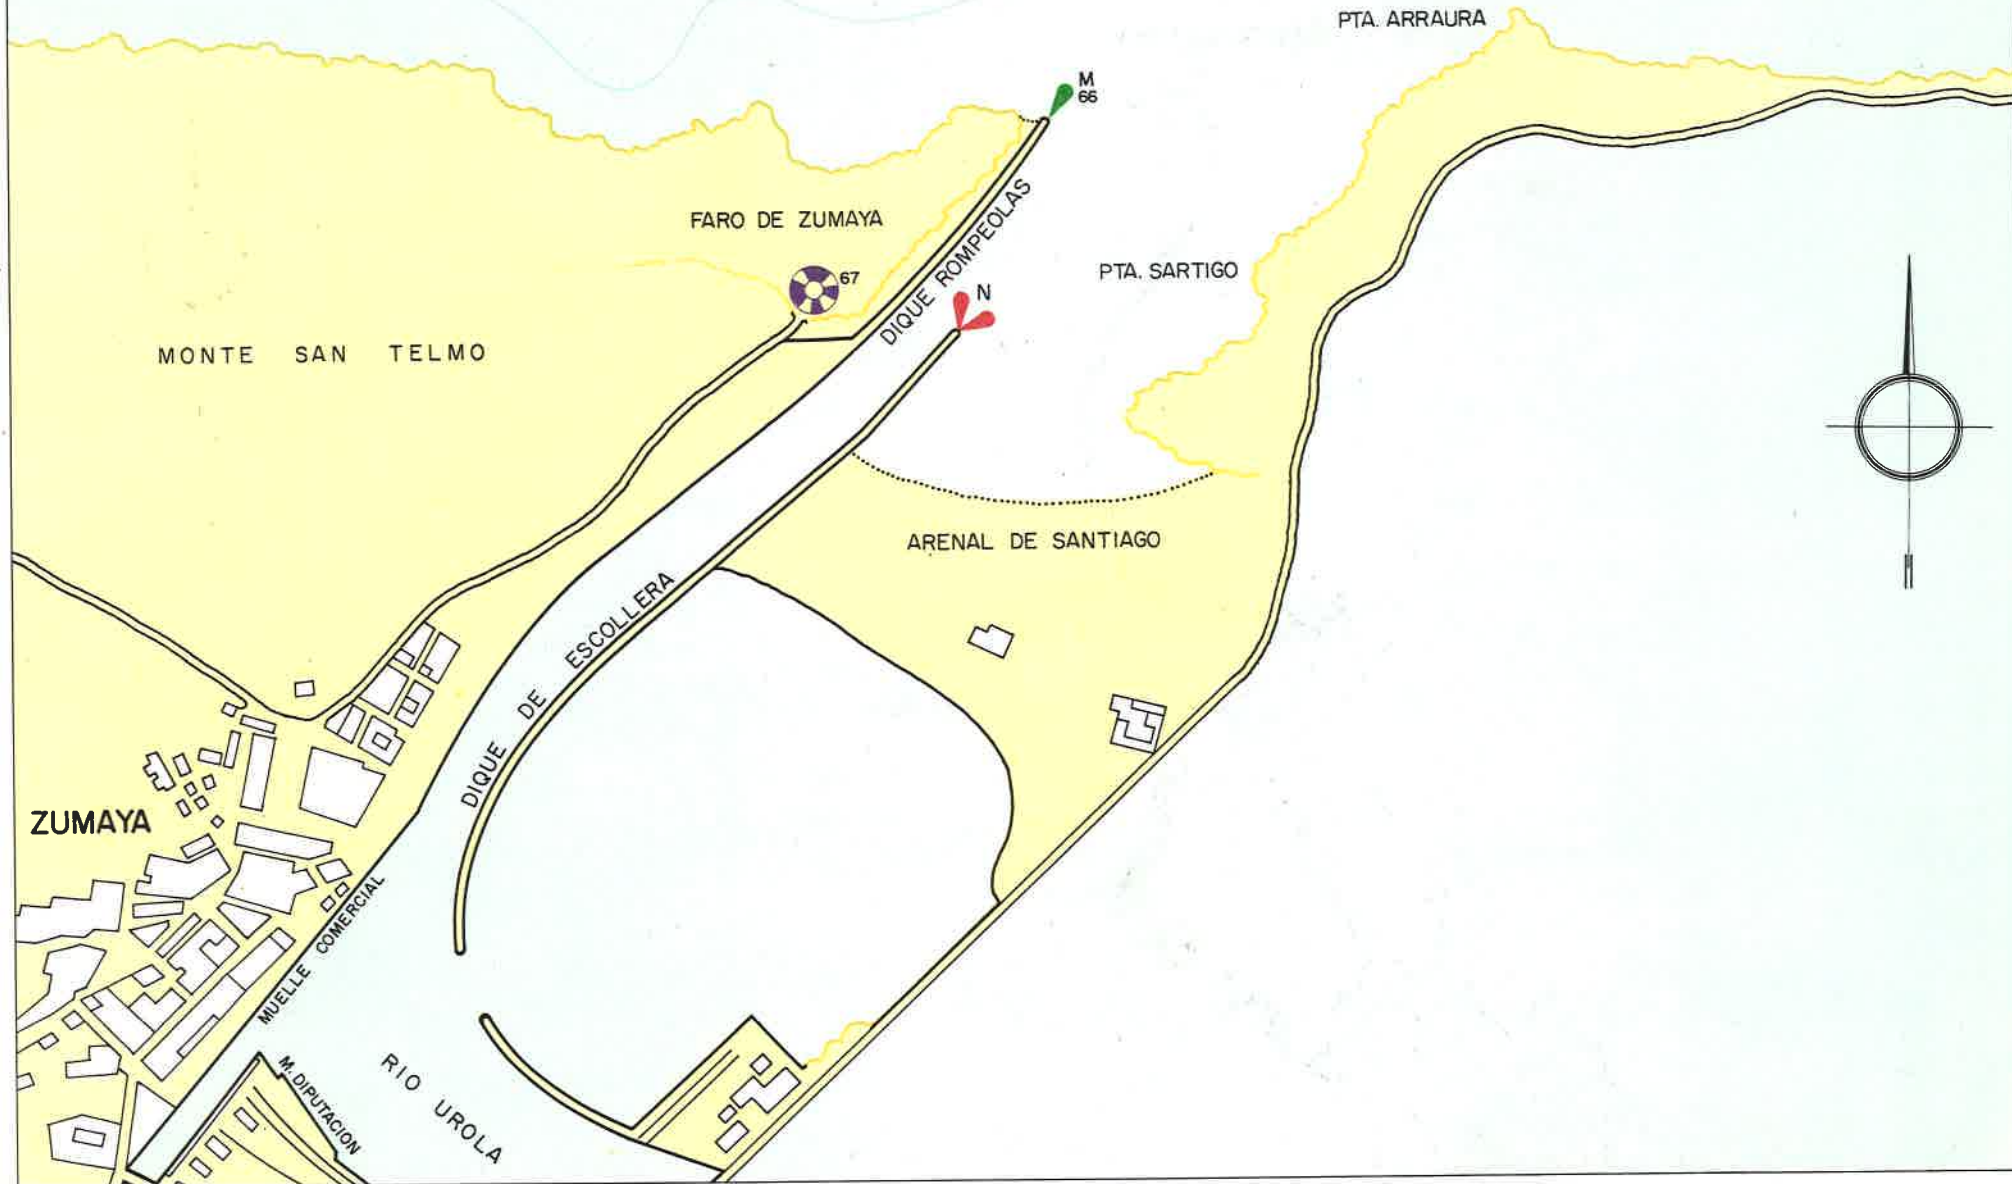 PTA. ARRAURA
M
66
FARO DE ZUMAYA
67
DIQUE ROMPEOLAS
N
PTA. SARTIGO
MONTE SAN TELMO
ARENAL DE SANTIAGO
DIQUE DE ESCOLLERA
ZUMAYA
MUELLE COMERCIAL
M. DIPUTACION
RIO UROLA